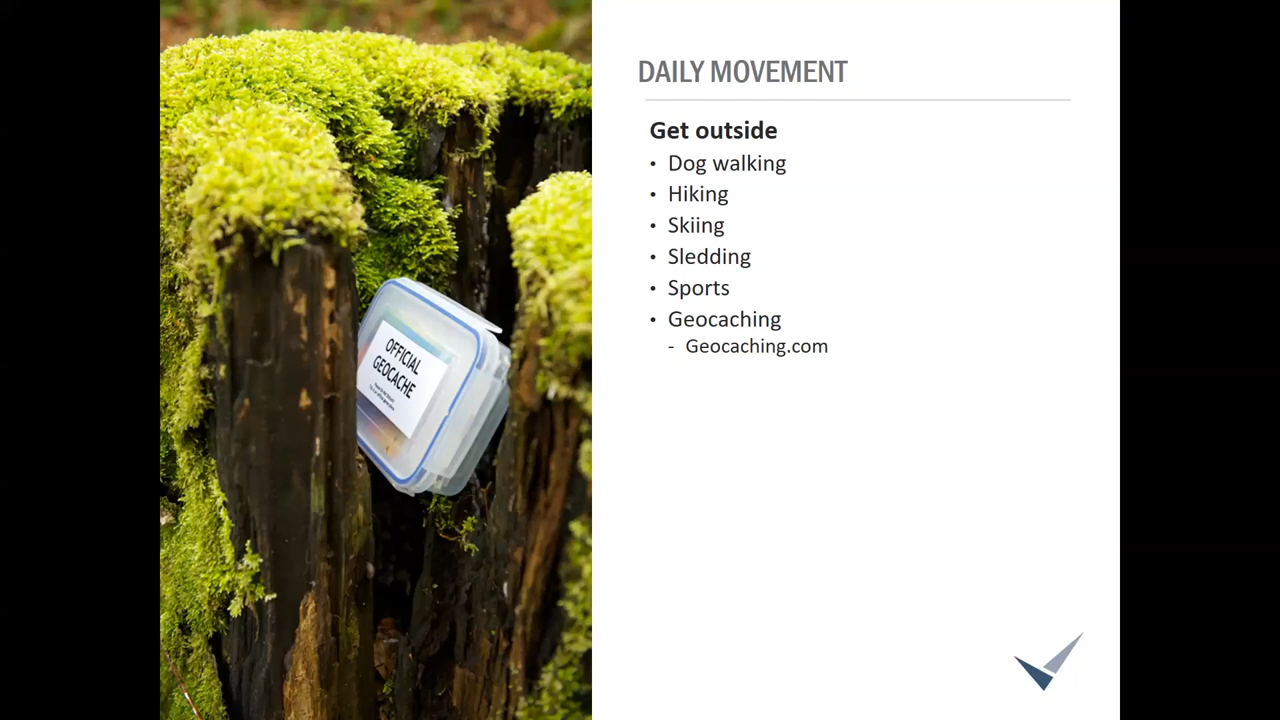 DAILY MOVEMENT
Get outside
• Dog walking
• Hiking
• Skiing
• Sledding
• Sports
• Geocaching
- Geocaching.com
OFFICIAL
GEOCACHE